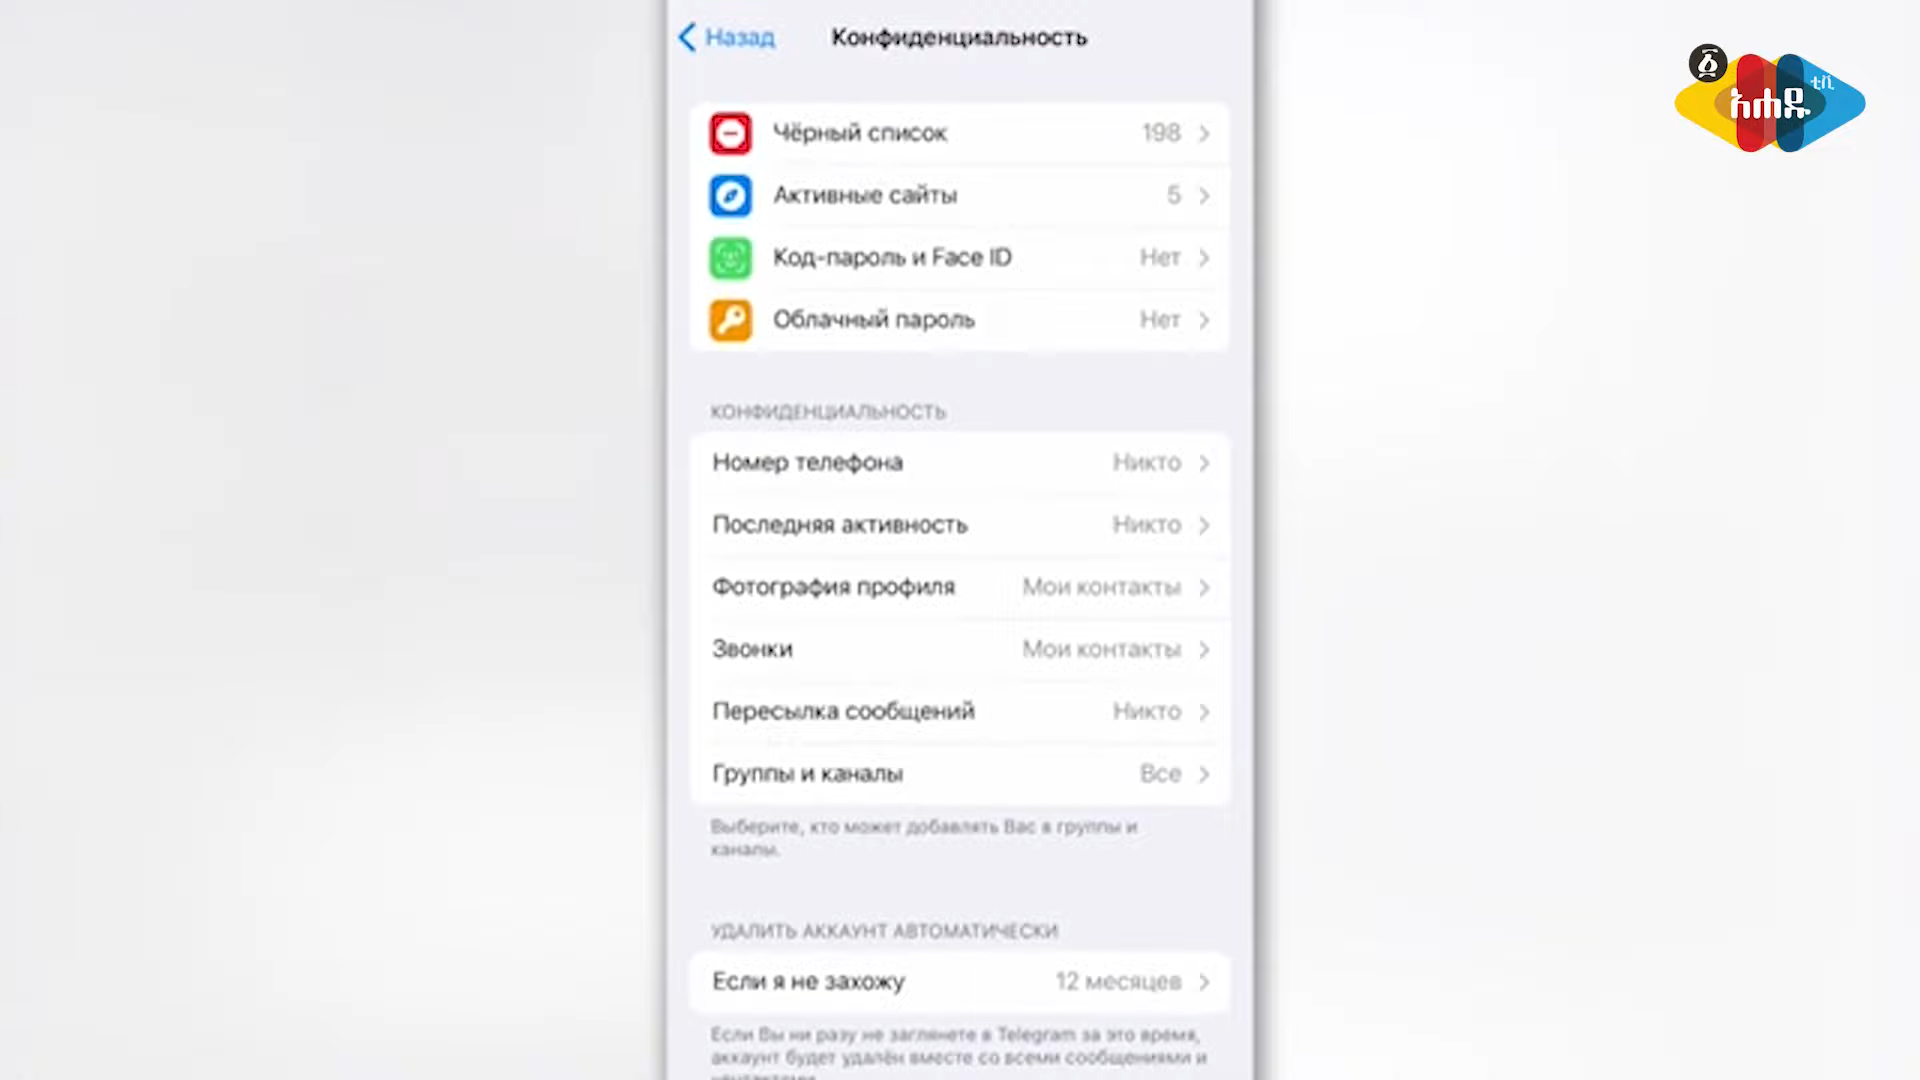 Назад Конфиденциальность
Чёрный список 198
Активные сайты 5
Код-пароль и Face ID Нет
Облачный пароль Нет
КОНФИДЕНЦИАЛЬНОСТЬ
Номер телефона Никто
Последняя активность Никто
Фотография профиля Мои контакты
Звонки Мои контакты
Пересылка сообщений Никто
Группы и каналы Все
Выберите, кто может добавлять Вас в группы и
каналы.
УДАЛИТЬ АККАУНТ АВТОМАТИЧЕСКИ
Если я не захожу 12 месяцев
Если Вы ни разу не заглянете в Telegram за это время,
аккаунт будет удалён вместе со всеми сообщениями и
አሐዱ
ቲቪ